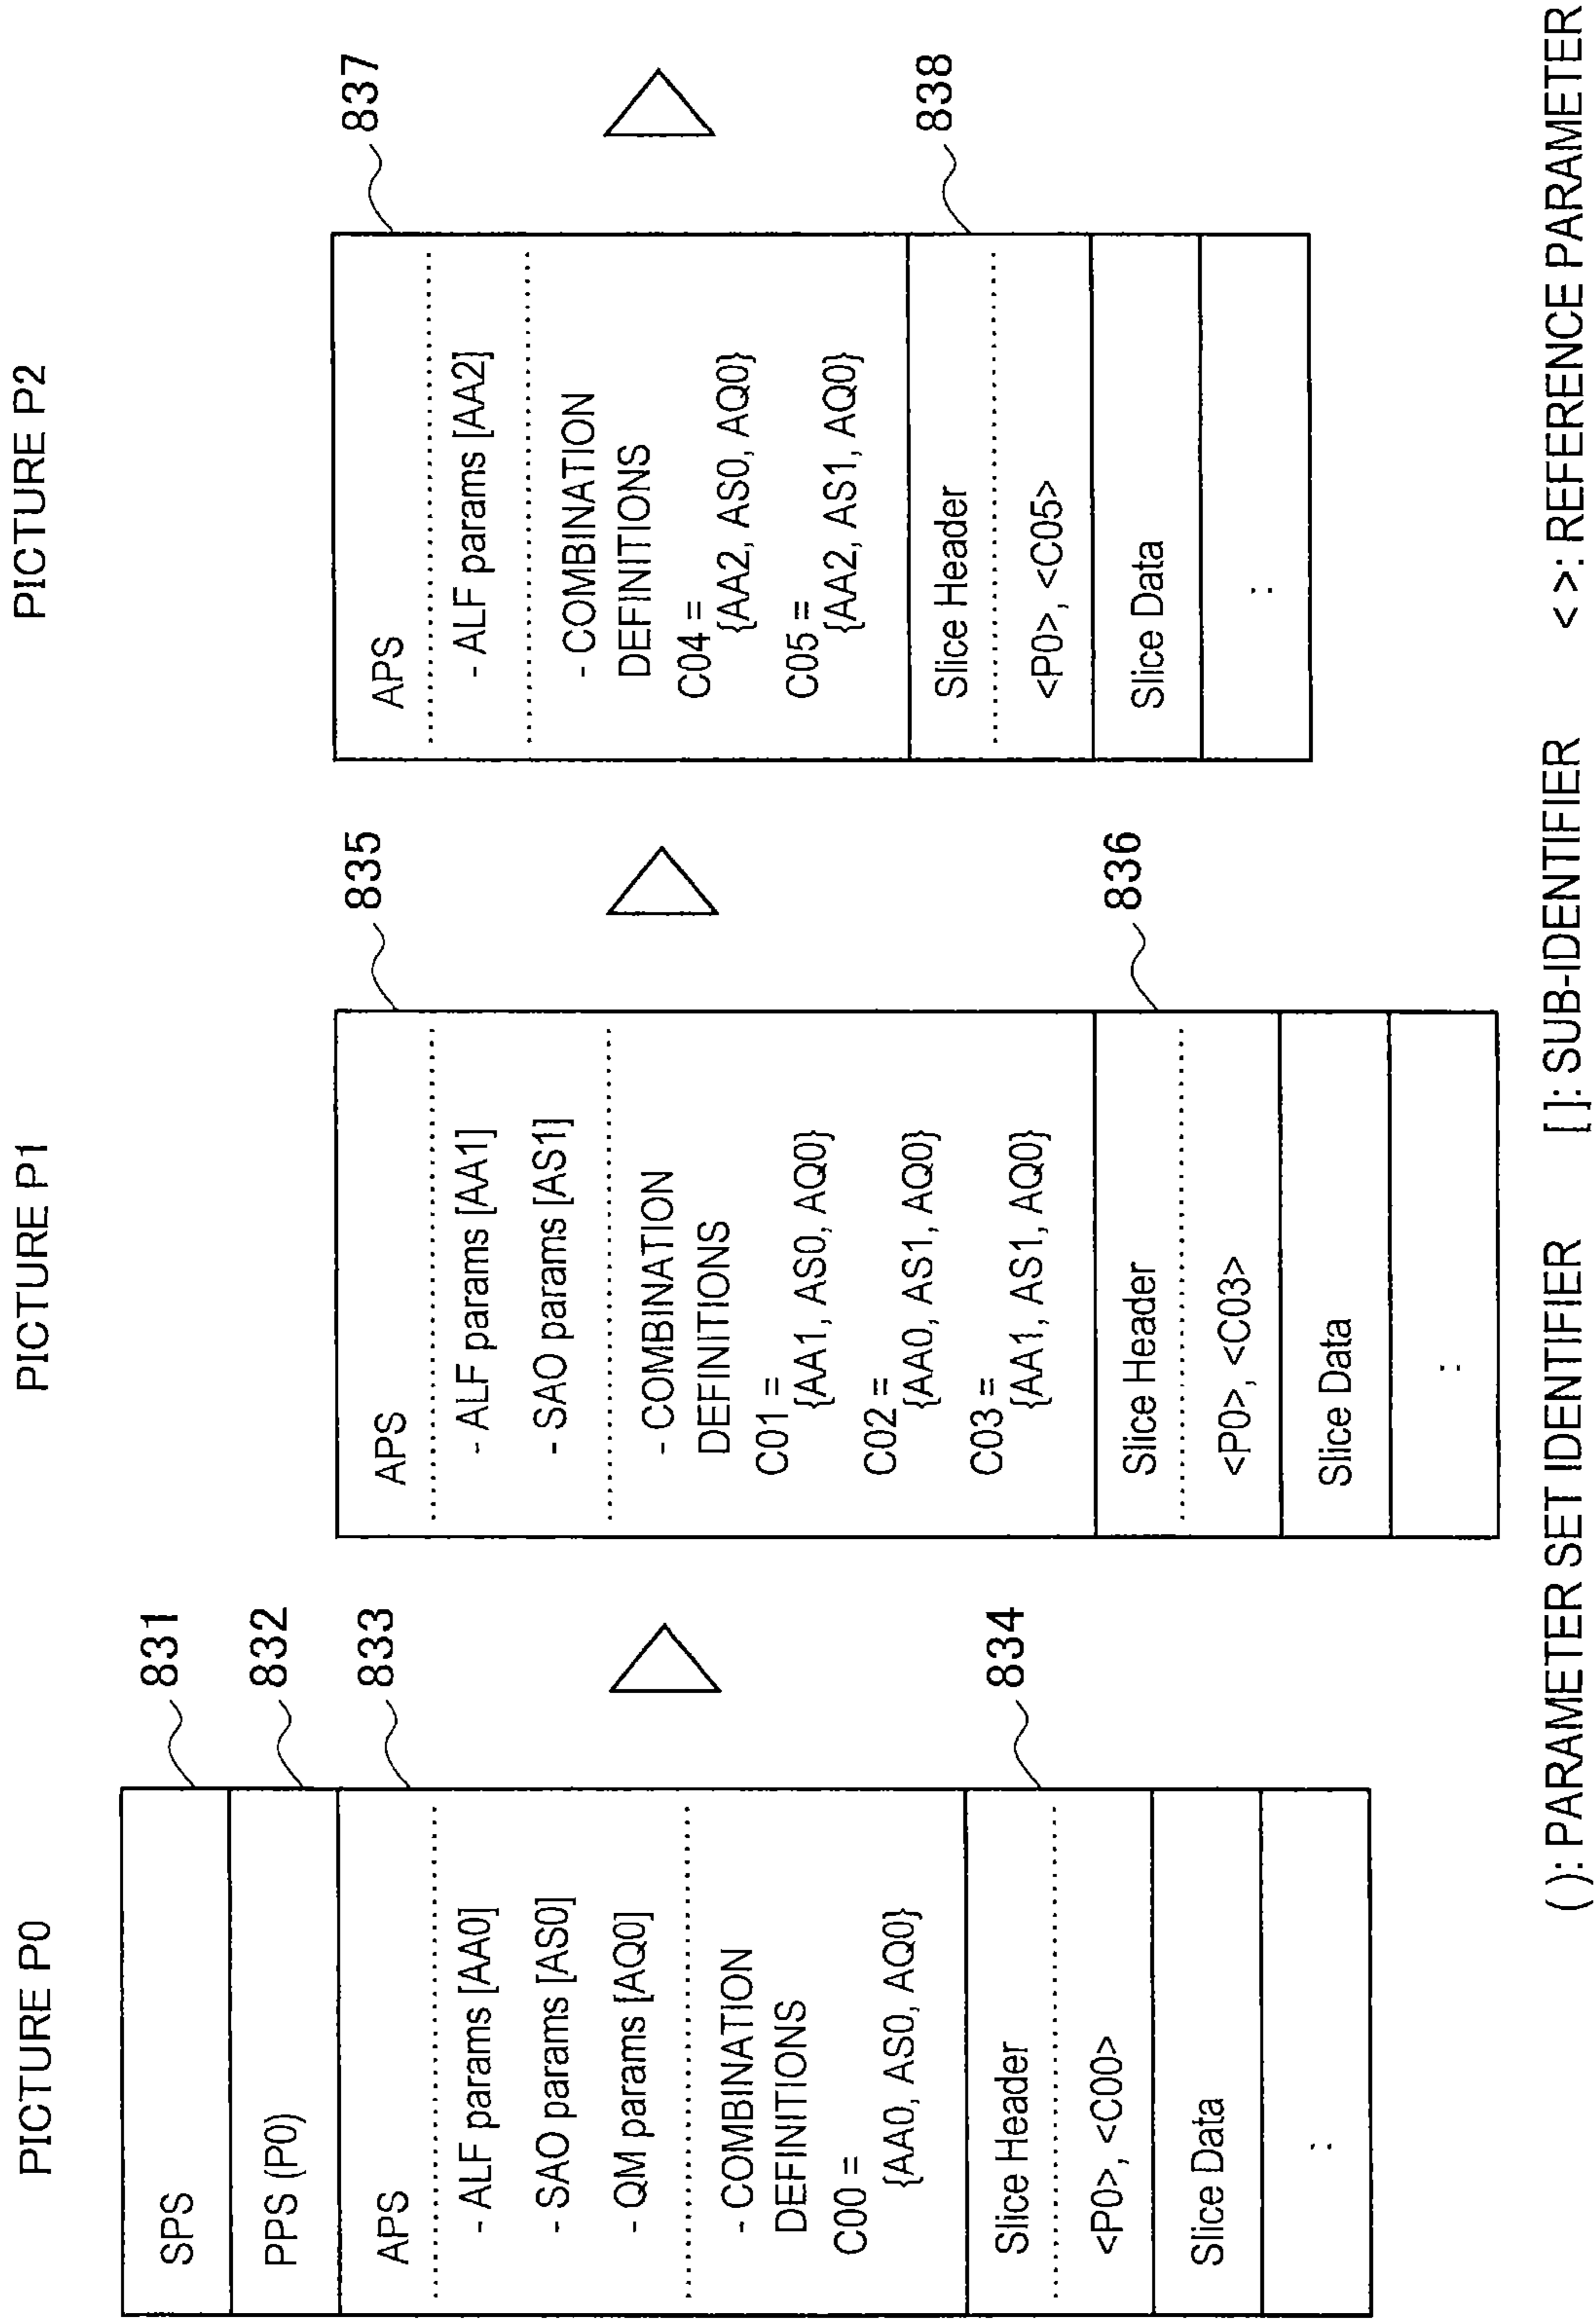 PICTURE P0
831
SPS
832
PPS (P0)
833
APS
- ALF params [AA0]
- SAO params [AS0]
- QM params [AQ0]
- COMBINATION
DEFINITIONS
C00 =
{AA0, AS0, AQ0}
834
Slice Header
<P0>, <C00>
Slice Data
:
PICTURE P1
835
APS
- ALF params [AA1]
- SAO params [AS1]
- COMBINATION
DEFINITIONS
C01 =
{AA1, AS0, AQ0}
C02 =
{AA0, AS1, AQ0}
C03 =
{AA1, AS1, AQ0}
836
Slice Header
<P0>, <C03>
Slice Data
:
PICTURE P2
837
APS
- ALF params [AA2]
- COMBINATION
DEFINITIONS
C04 =
{AA2, AS0, AQ0}
C05 =
{AA2, AS1, AQ0}
838
Slice Header
<P0>, <C05>
Slice Data
:
( ): PARAMETER SET IDENTIFIER [ ]: SUB-IDENTIFIER < >: REFERENCE PARAMETER